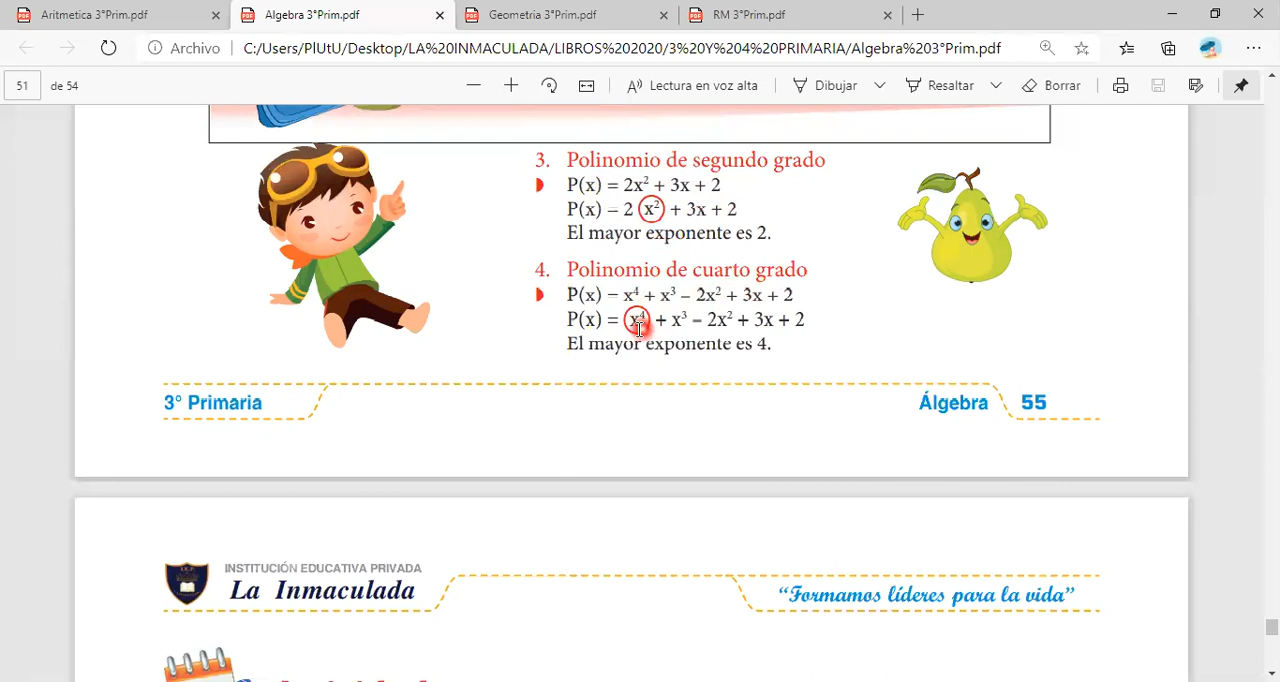 Aritmetica 3°Prim.pdf
Algebra 3°Prim.pdf
Geometria 3°Prim.pdf
RM 3°Prim.pdf
Archivo
C:/Users/PlUtU/Desktop/LA%20INMACULADA/LIBROS%202020/3%20Y%204%20PRIMARIA/Algebra%203°Prim.pdf
51 de 54
Lectura en voz alta
Dibujar
Resaltar
Borrar
3. Polinomio de segundo grado
P(x) = 2x² + 3x + 2
P(x) – 2 x² + 3x + 2
El mayor exponente es 2.
4. Polinomio de cuarto grado
P(x) = x⁴ + x³ – 2x² + 3x + 2
P(x) = x⁴ + x³ – 2x² + 3x + 2
El mayor exponente es 4.
3° Primaria
Álgebra 55
INSTITUCIÓN EDUCATIVA PRIVADA
La Inmaculada
“Formamos líderes para la vida”